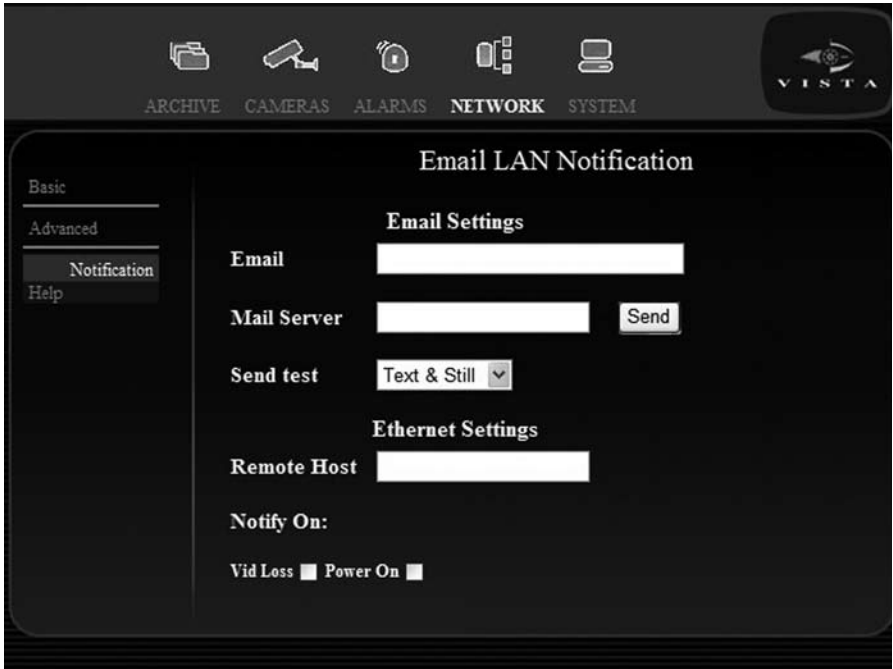 ARCHIVE CAMERAS ALARMS NETWORK SYSTEM
VISTA
Email LAN Notification
Basic
Advanced
Notification
Help
Email Settings
Email
Mail Server Send
Send test Text & Still
Ethernet Settings
Remote Host
Notify On:
Vid Loss Power On